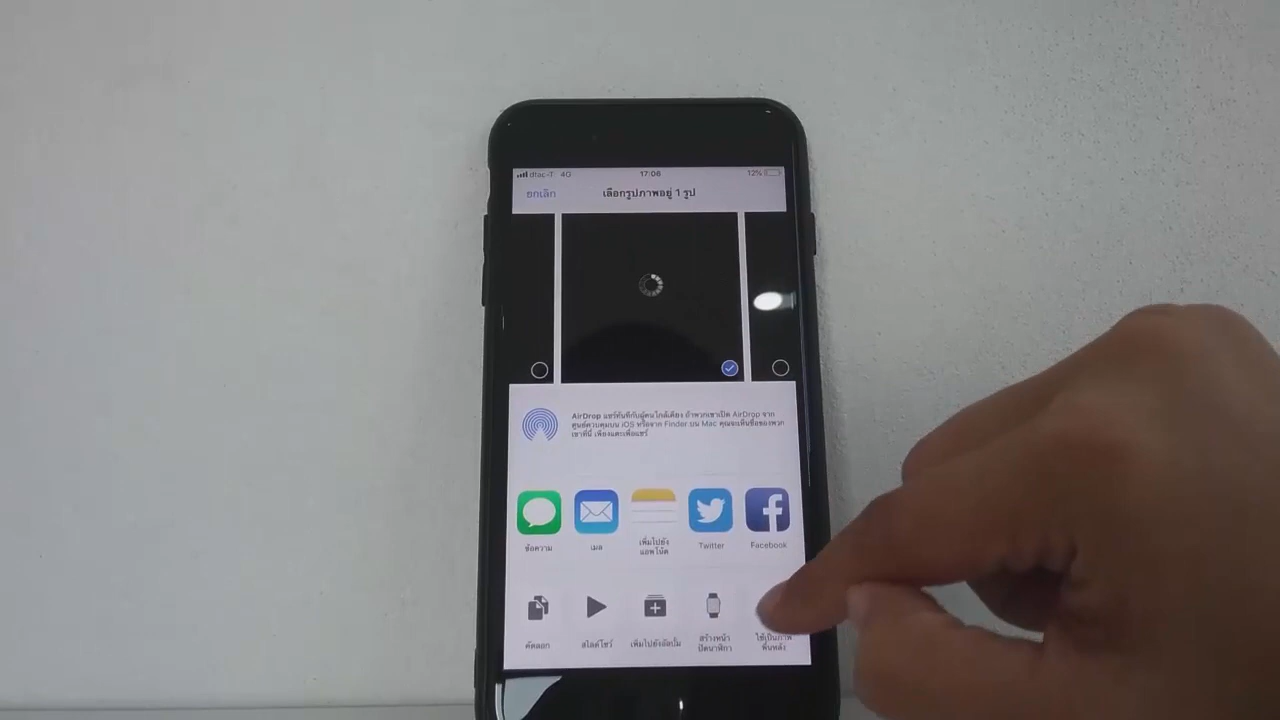 dtac-T 4G 17:06 12%
ยกเลิก เลือกรูปภาพอยู่ 1 รูป
AirDrop แชร์ทันทีกับผู้คนใกล้เคียง ถ้าพวกเขาเปิด AirDrop จาก
ศูนย์ควบคุมบน iOS หรือจาก Finder บน Mac คุณจะเห็นชื่อของพวก
เขาที่นี่ เพียงแตะเพื่อแชร์
ข้อความ
เมล
เพิ่มไปยัง
แอพโน้ต
Twitter
Facebook
คัดลอก
สไลด์โชว์
เพิ่มไปยังอัลบั้ม
สร้างหน้า
ปัดนาฬิกา
ใช้เป็นภาพ
พื้นหลัง